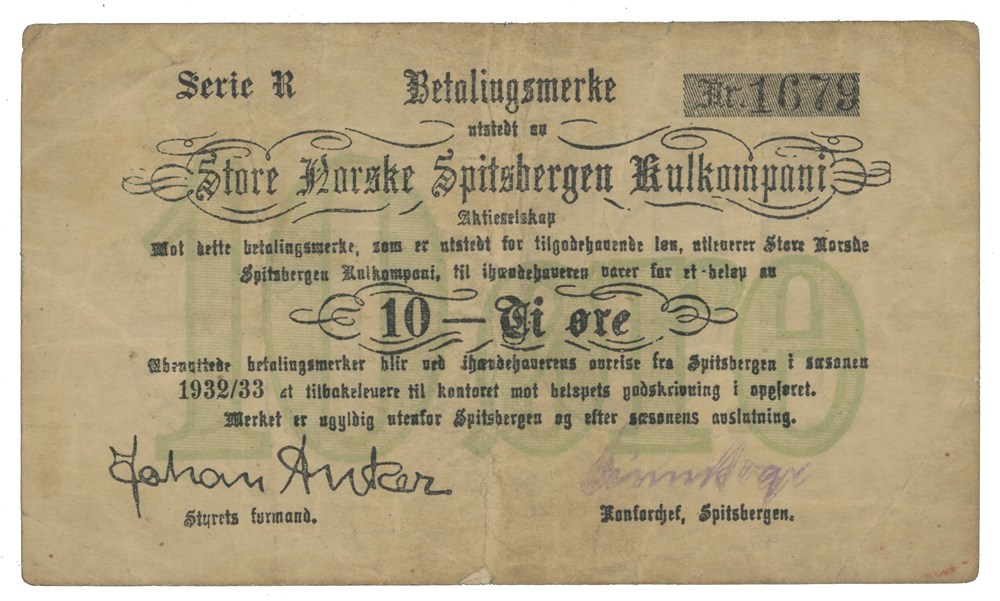 Serie R Betalingsmerke Nr. 1679
utstedt av
Store Norske Spitsbergen Kulkompani
Aktieselskap
Mot dette betalingsmerke, som er utstedt for tilgodehavende løn, utleverer Store Norske
Spitsbergen Kulkompani, til ihændehaveren varer for et beløp av
10 — Ti øre
10 øre
Ubenyttede betalingsmerker blir ved ihændehaverens avreise fra Spitsbergen i sæsonen
1932/33 at tilbakelevere til kontoret mot beløpets godskrivning i opgjøret.
Merket er ugyldig utenfor Spitsbergen og efter sæsonens avslutning.
Johan Anker
Styrets formand. Kontorchef, Spitsbergen.